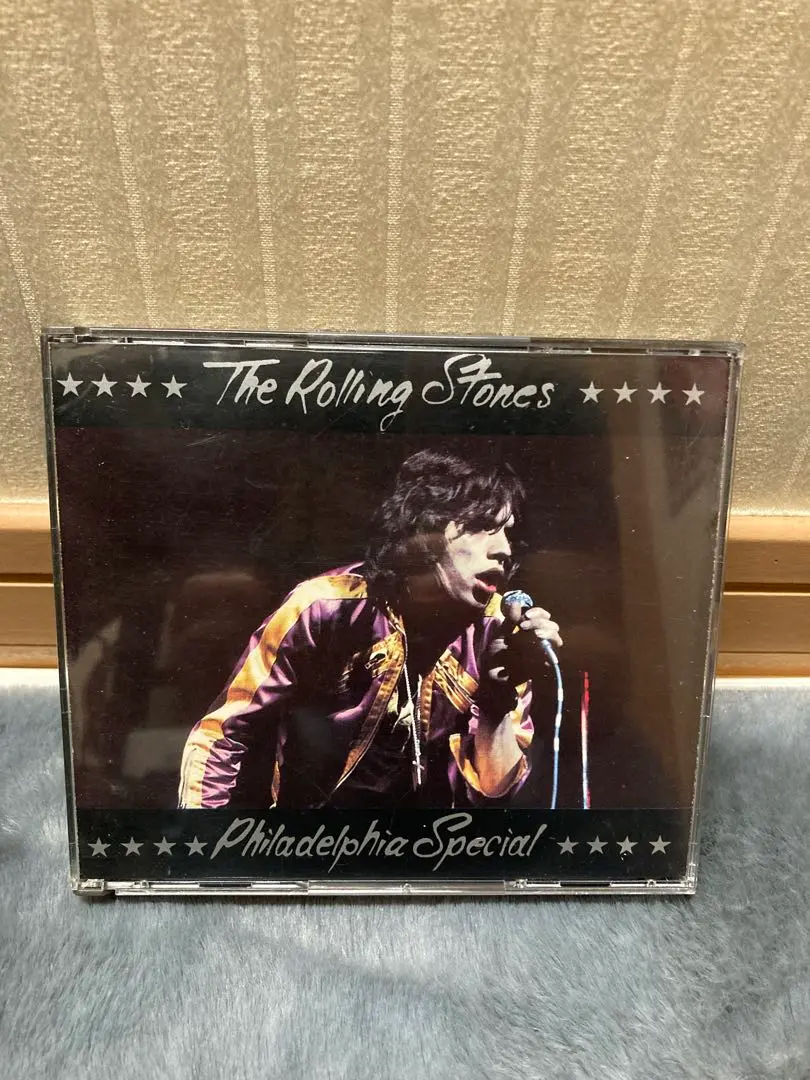 ★★★★ The Rolling Stones ★★★★
★★★★ Philadelphia Special ★★★★